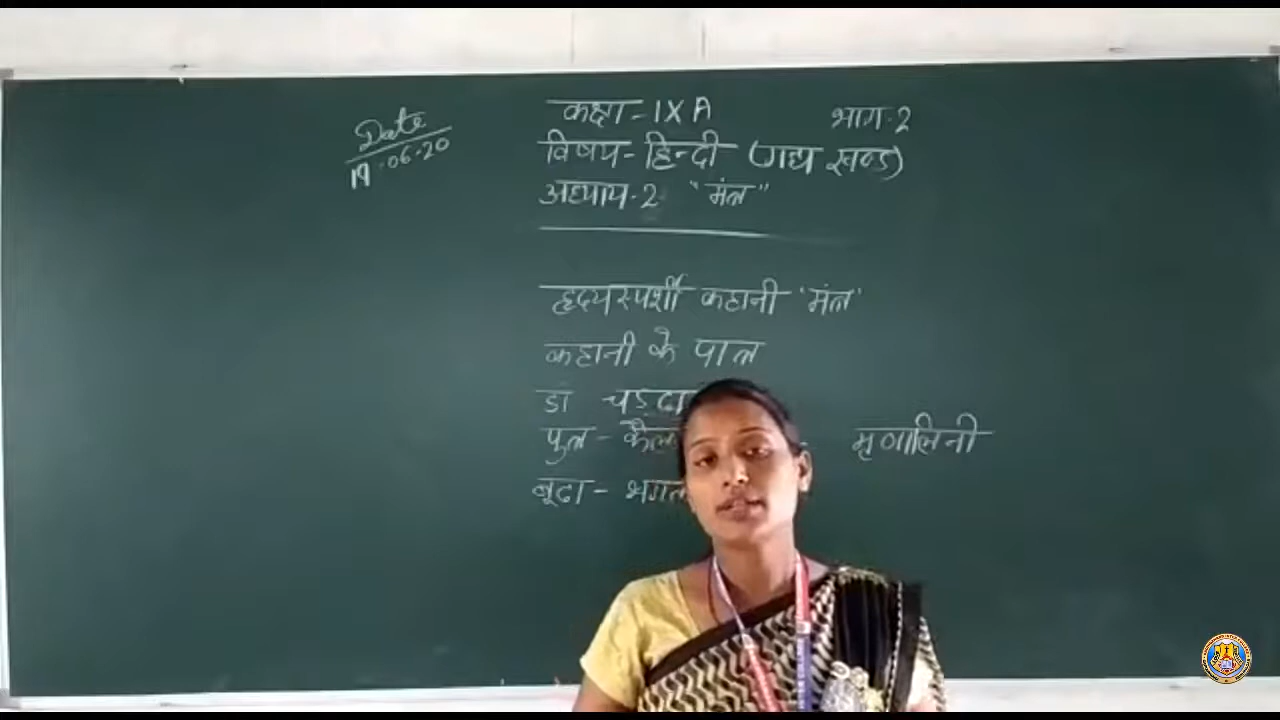 Date
19.06.20
कक्षा - IX A भाग-2
विषय - हिन्दी (गद्य खण्ड)
अध्याय-2 "मंत्र"
हृदयस्पर्शी कहानी 'मंत्र'
कहानी के पात्र
डा चड्ढा
पुत्र - मृणालिनी
बूढा - भगत